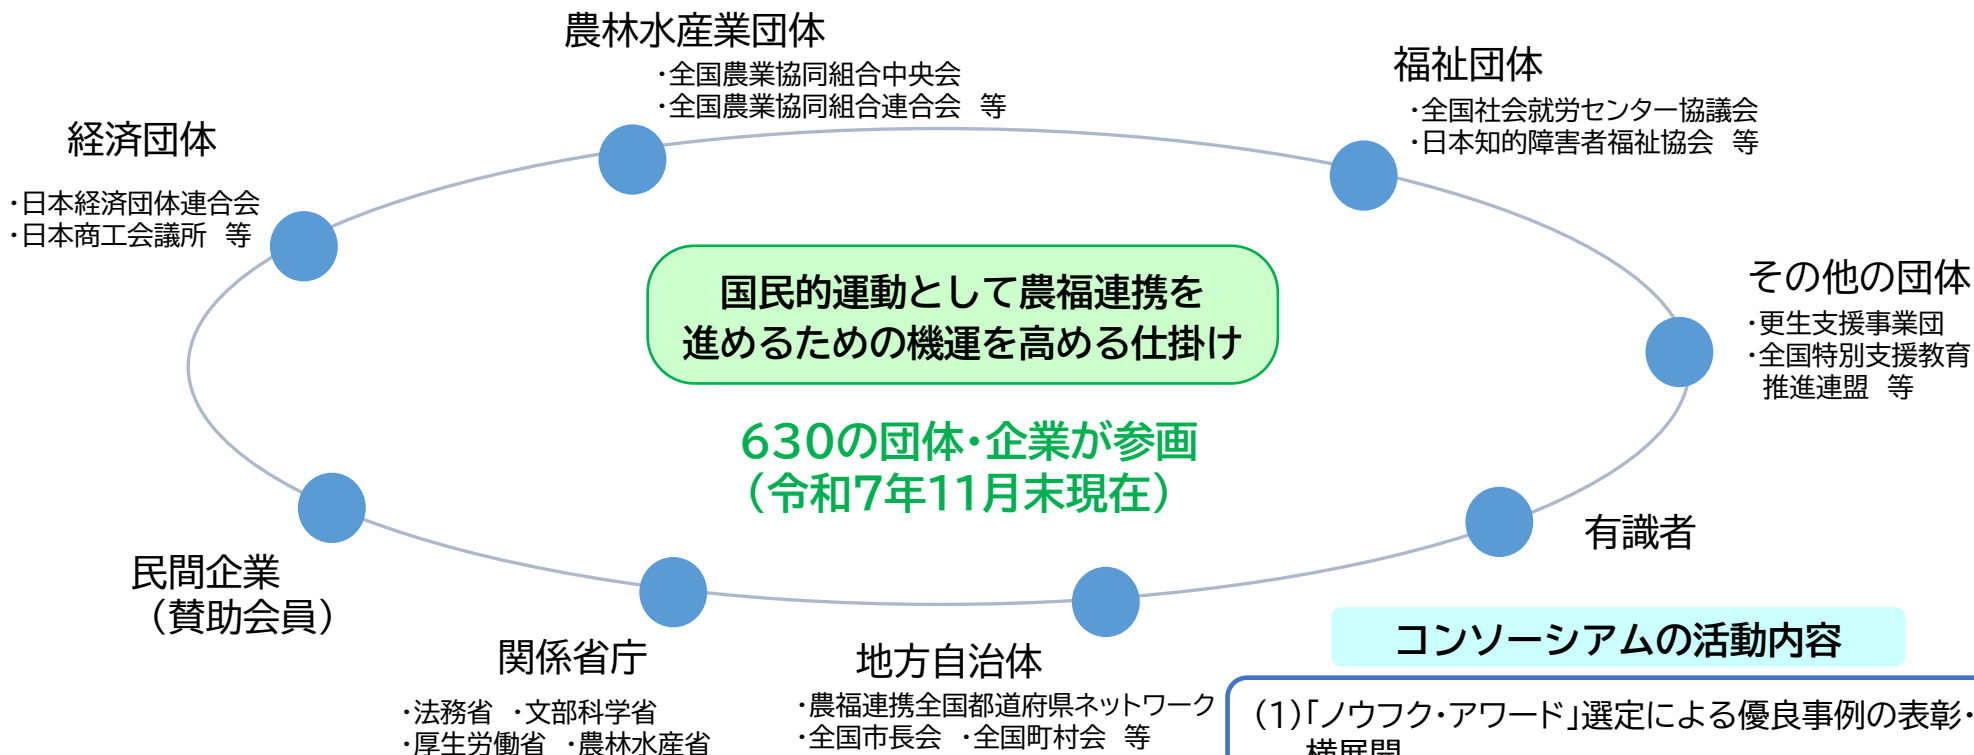 農林水産業団体
・全国農業協同組合中央会
・全国農業協同組合連合会 等
福祉団体
・全国社会就労センター協議会
・日本知的障害者福祉協会 等
経済団体
・日本経済団体連合会
・日本商工会議所 等
その他の団体
・更生支援事業団
・全国特別支援教育
推進連盟 等
国民的運動として農福連携を
進めるための機運を高める仕掛け
630の団体・企業が参画
（令和7年11月末現在）
有識者
民間企業
（賛助会員）
関係省庁
・法務省 ・文部科学省
・厚生労働省 ・農林水産省
地方自治体
・農福連携全国都道府県ネットワーク
・全国市長会 ・全国町村会 等
コンソーシアムの活動内容
（1）「ノウフク・アワード」選定による優良事例の表彰・
横展開